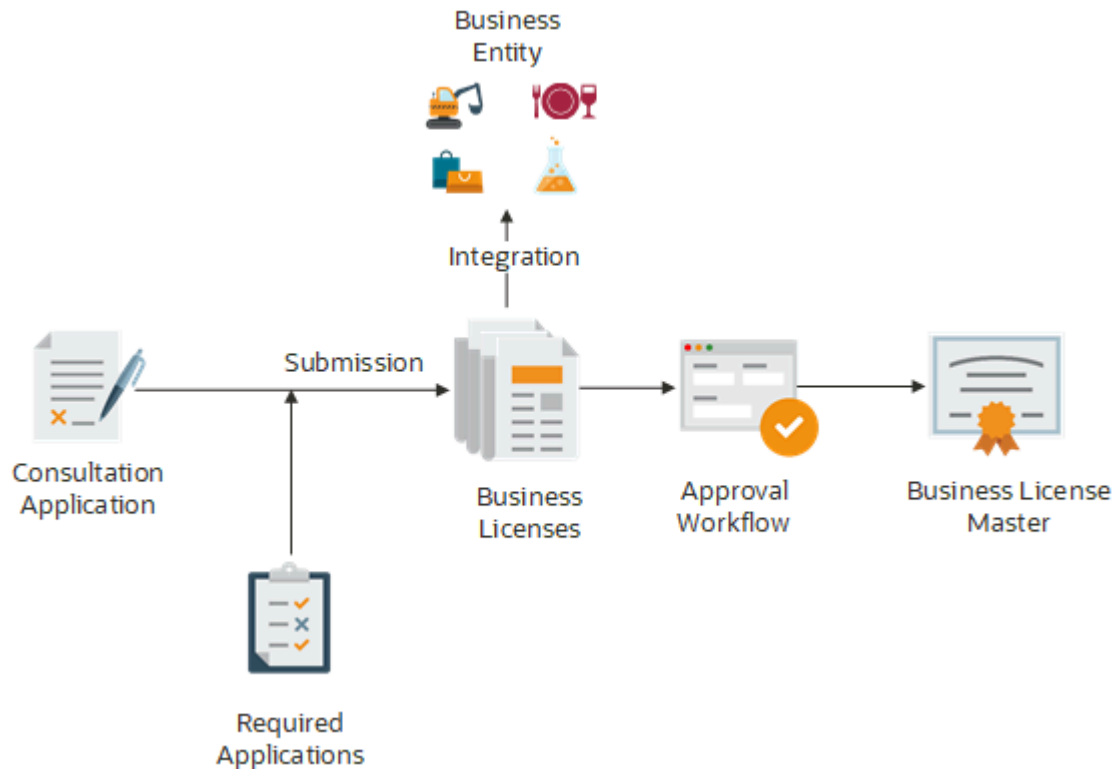 Business
Entity
Integration
Submission
Consultation
Application
Business
Licenses
Approval
Workflow
Business License
Master
Required
Applications